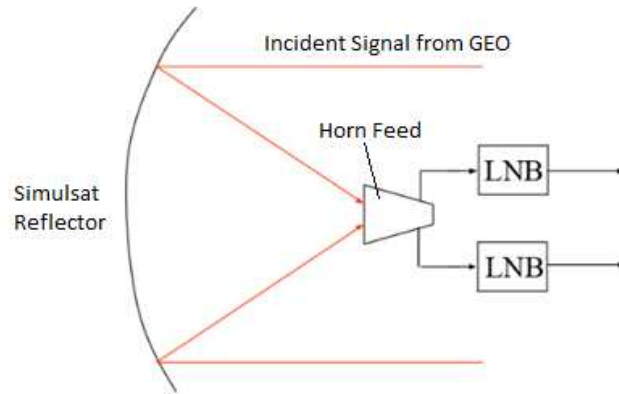 Incident Signal from GEO
Horn Feed
LNB
Simulsat
Reflector
LNB